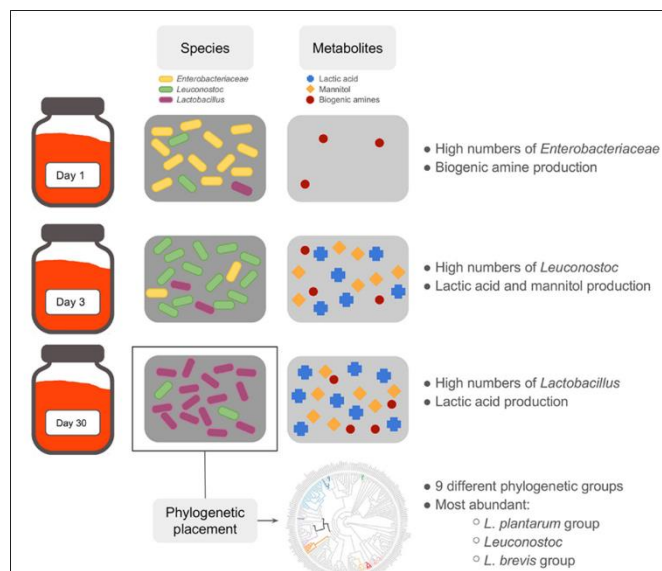 Species
Metabolites
Enterobacteriaceae
Leuconostoc
Lactobacillus
Lactic acid
Mannitol
Biogenic amines
Day 1
● High numbers of Enterobacteriaceae
● Biogenic amine production
Day 3
● High numbers of Leuconostoc
● Lactic acid and mannitol production
Day 30
● High numbers of Lactobacillus
● Lactic acid production
Phylogenetic
placement
● 9 different phylogenetic groups
● Most abundant:
○ L. plantarum group
○ Leuconostoc
○ L. brevis group